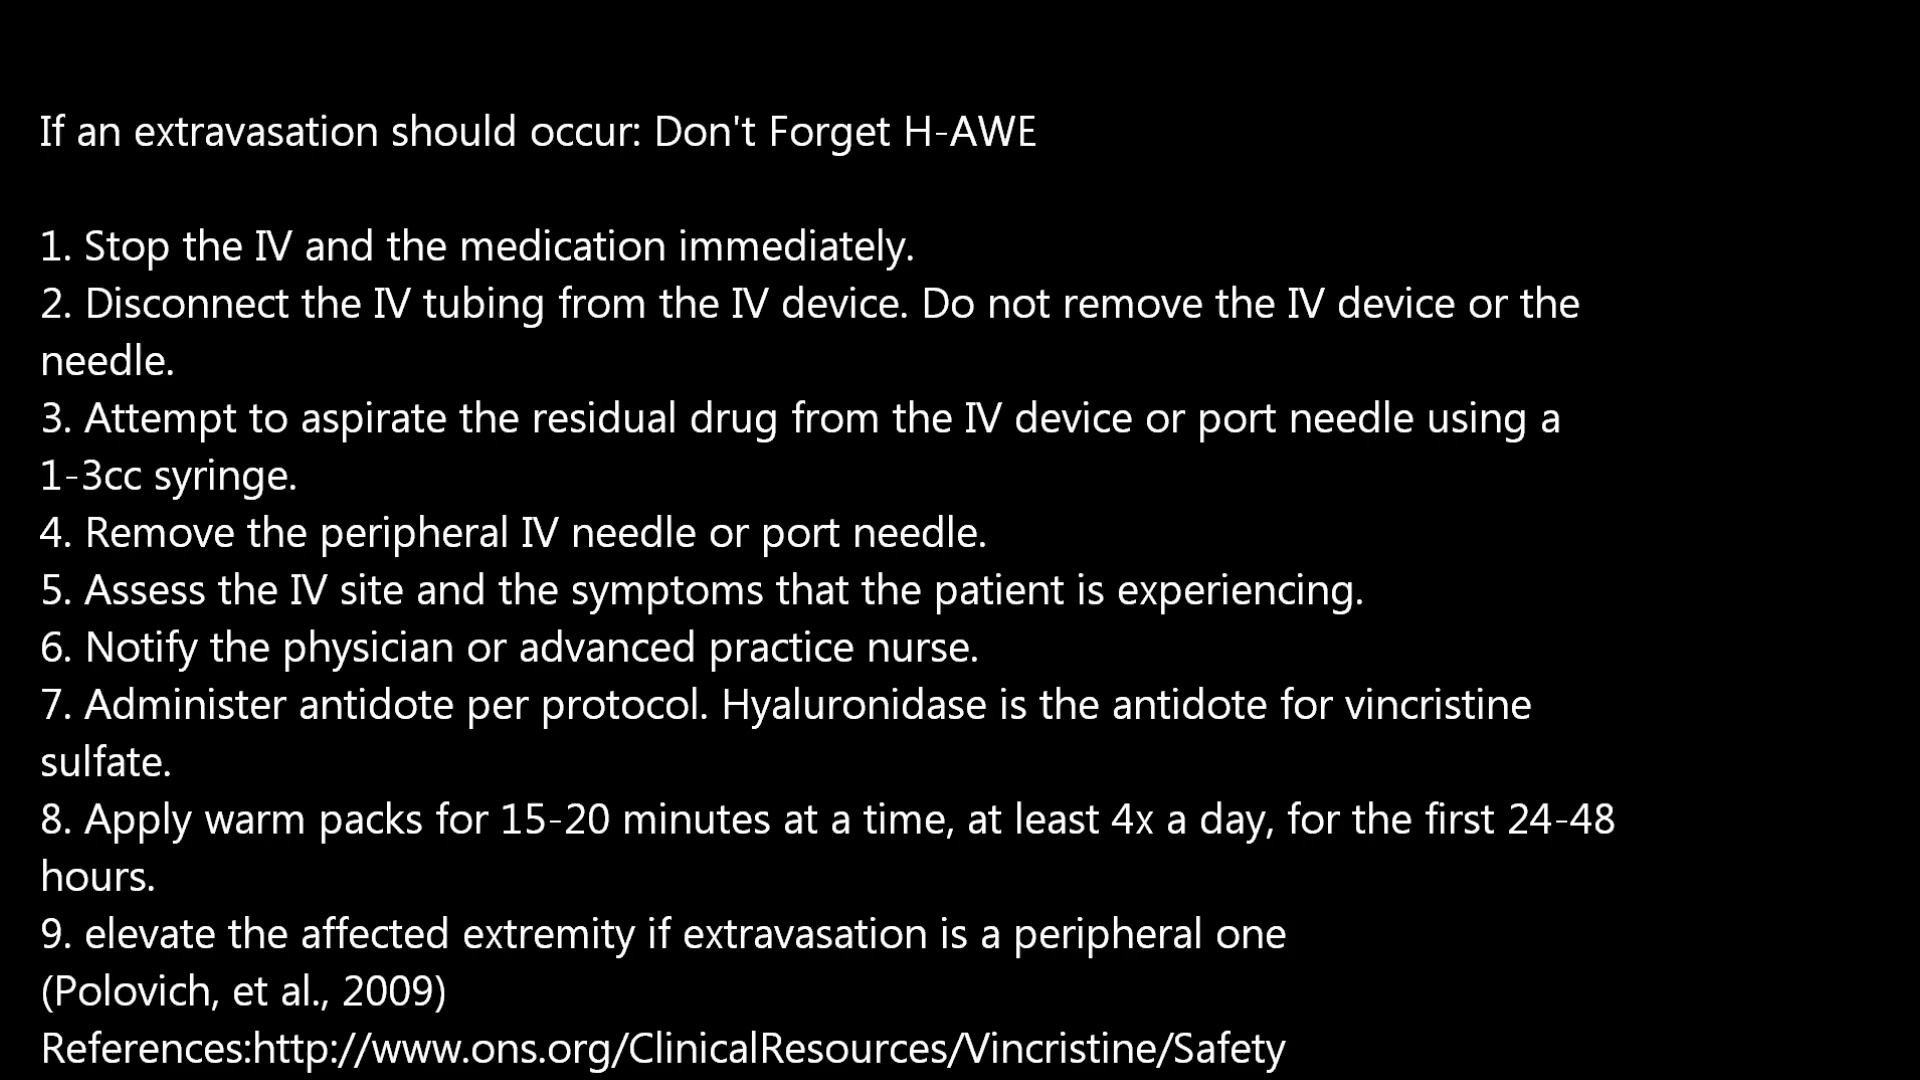 If an extravasation should occur: Don't Forget H-AWE
1. Stop the IV and the medication immediately.
2. Disconnect the IV tubing from the IV device. Do not remove the IV device or the
needle.
3. Attempt to aspirate the residual drug from the IV device or port needle using a
1-3cc syringe.
4. Remove the peripheral IV needle or port needle.
5. Assess the IV site and the symptoms that the patient is experiencing.
6. Notify the physician or advanced practice nurse.
7. Administer antidote per protocol. Hyaluronidase is the antidote for vincristine
sulfate.
8. Apply warm packs for 15-20 minutes at a time, at least 4x a day, for the first 24-48
hours.
9. elevate the affected extremity if extravasation is a peripheral one
(Polovich, et al., 2009)
References:http://www.ons.org/ClinicalResources/Vincristine/Safety